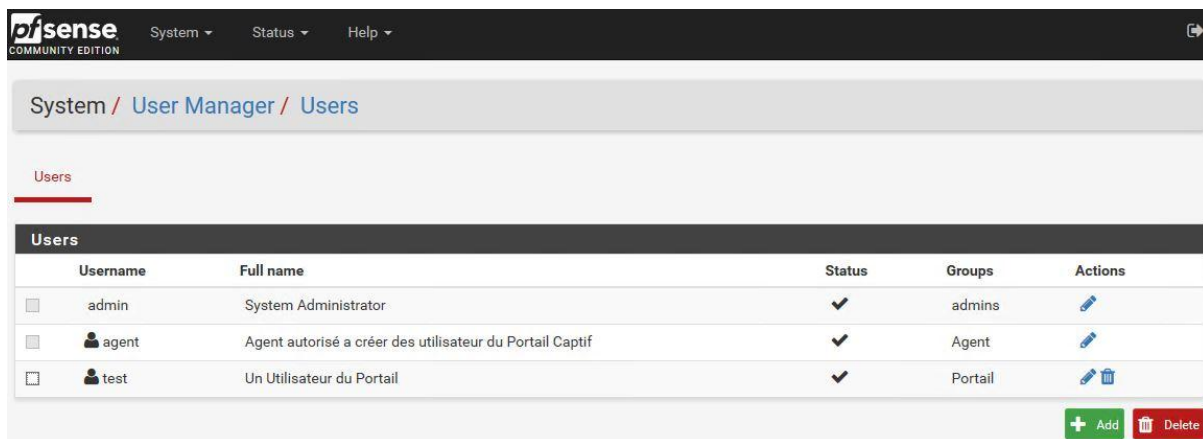 pfsense System Status Help
COMMUNITY EDITION
System / User Manager / Users
Users
Users
Username Full name Status Groups Actions
admin System Administrator admins
agent Agent autorisé a créer des utilisateur du Portail Captif Agent
test Un Utilisateur du Portail Portail
Add Delete